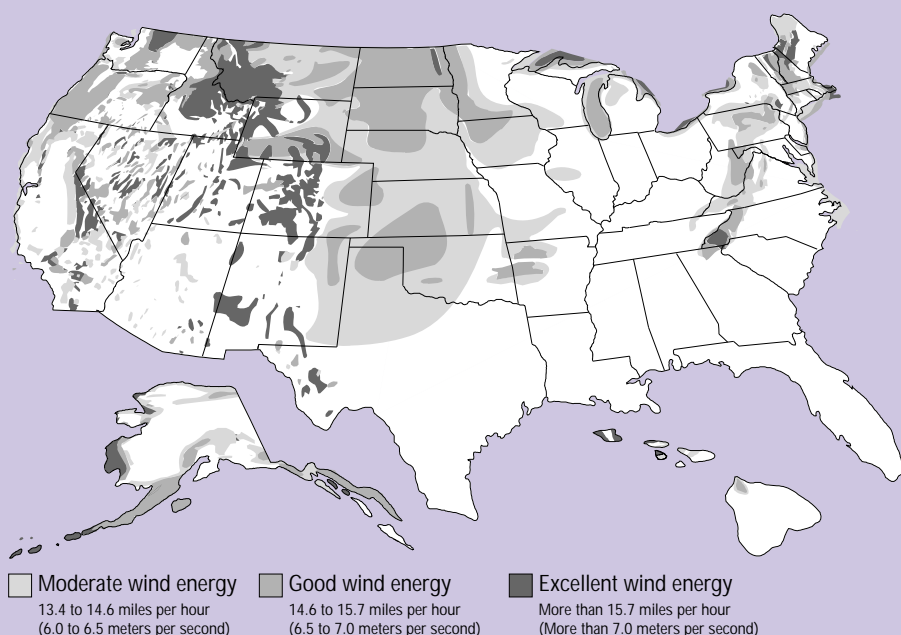 Moderate wind energy
13.4 to 14.6 miles per hour
(6.0 to 6.5 meters per second)
Good wind energy
14.6 to 15.7 miles per hour
(6.5 to 7.0 meters per second)
Excellent wind energy
More than 15.7 miles per hour
(More than 7.0 meters per second)